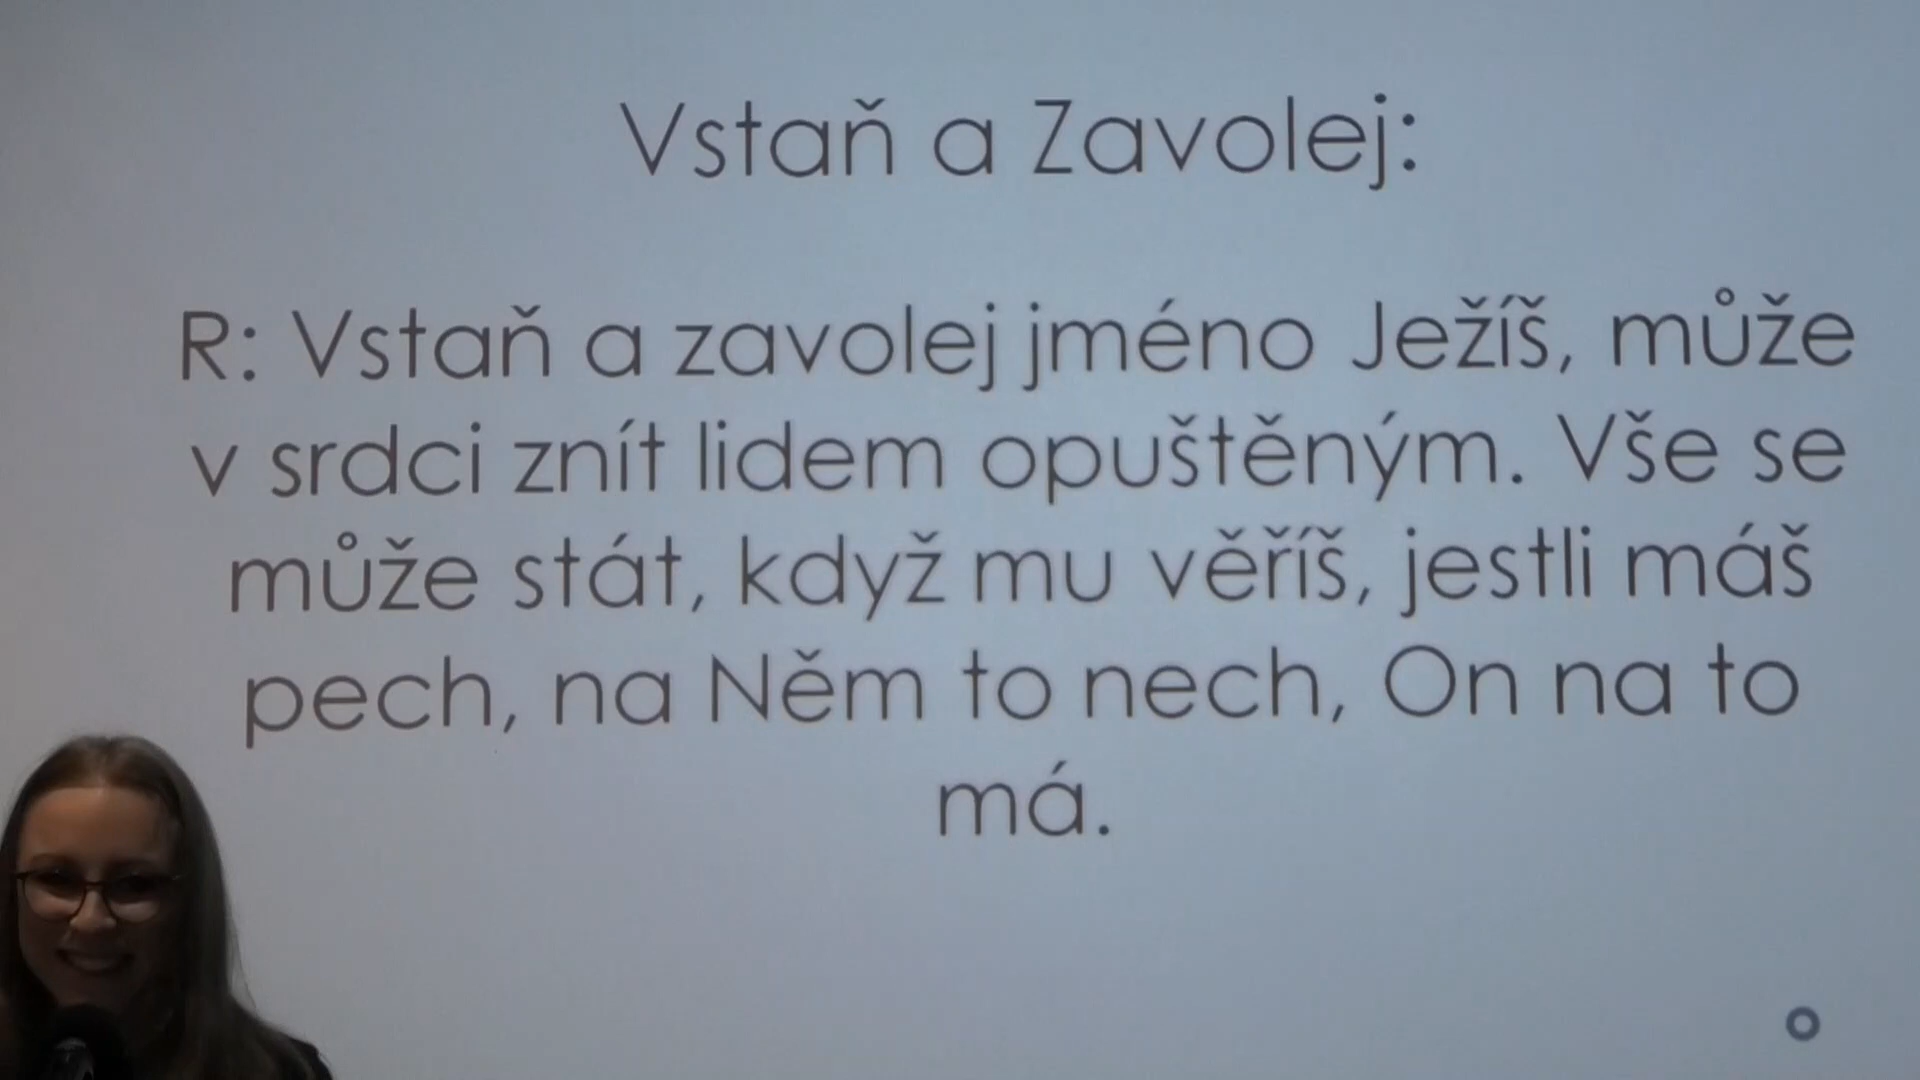 Vstaň a Zavolej:
R: Vstaň a zavolej jméno Ježíš, může
v srdci znít lidem opuštěným. Vše se
může stát, když mu věříš, jestli máš
pech, na Něm to nech, On na to
má.